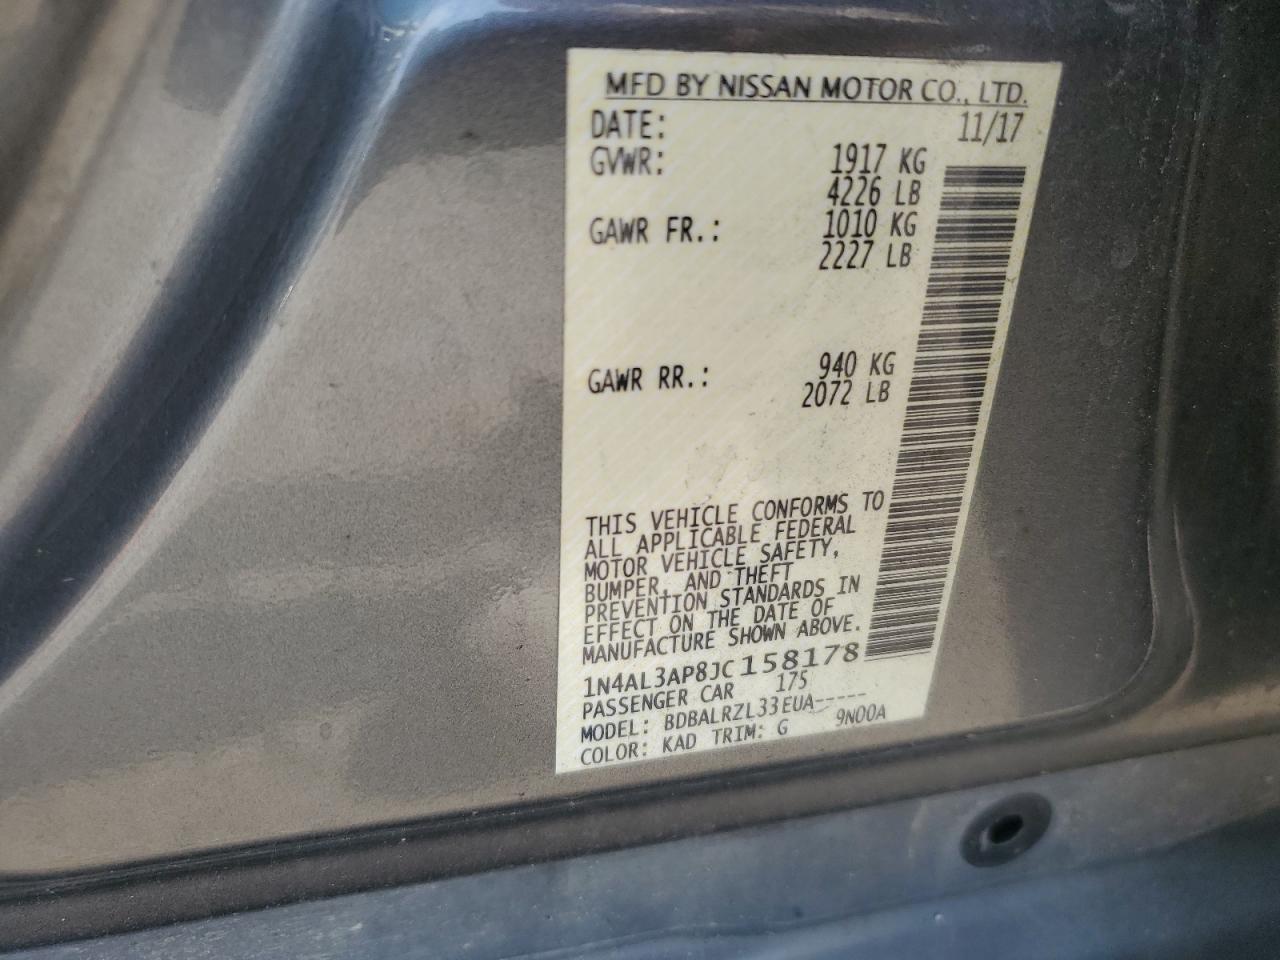 MFD BY NISSAN MOTOR CO., LTD.
DATE: 11/17
GVWR: 1917 KG
4226 LB
GAWR FR.: 1010 KG
2227 LB
GAWR RR.: 940 KG
2072 LB
THIS VEHICLE CONFORMS TO
ALL APPLICABLE FEDERAL
MOTOR VEHICLE SAFETY,
BUMPER, AND THEFT
PREVENTION STANDARDS IN
EFFECT ON THE DATE OF
MANUFACTURE SHOWN ABOVE.
1N4AL3AP8JC158178
PASSENGER CAR 175
MODEL: BDBALRZL33EUA-----
COLOR: KAD TRIM: G 9N00A